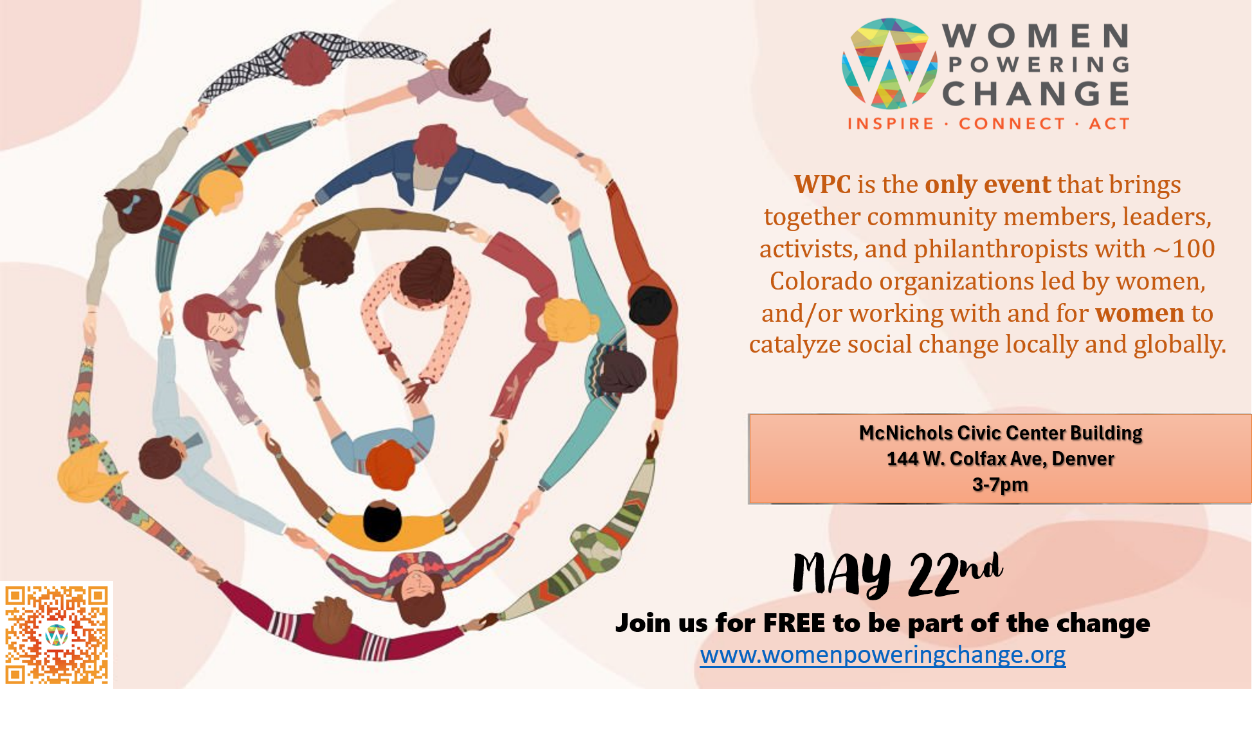 WOMEN
POWERING
CHANGE
INSPIRE · CONNECT · ACT
WPC is the only event that brings
together community members, leaders,
activists, and philanthropists with ~100
Colorado organizations led by women,
and/or working with and for women to
catalyze social change locally and globally.
McNichols Civic Center Building
144 W. Colfax Ave, Denver
3-7pm
MAY 22nd
Join us for FREE to be part of the change
www.womenpoweringchange.org